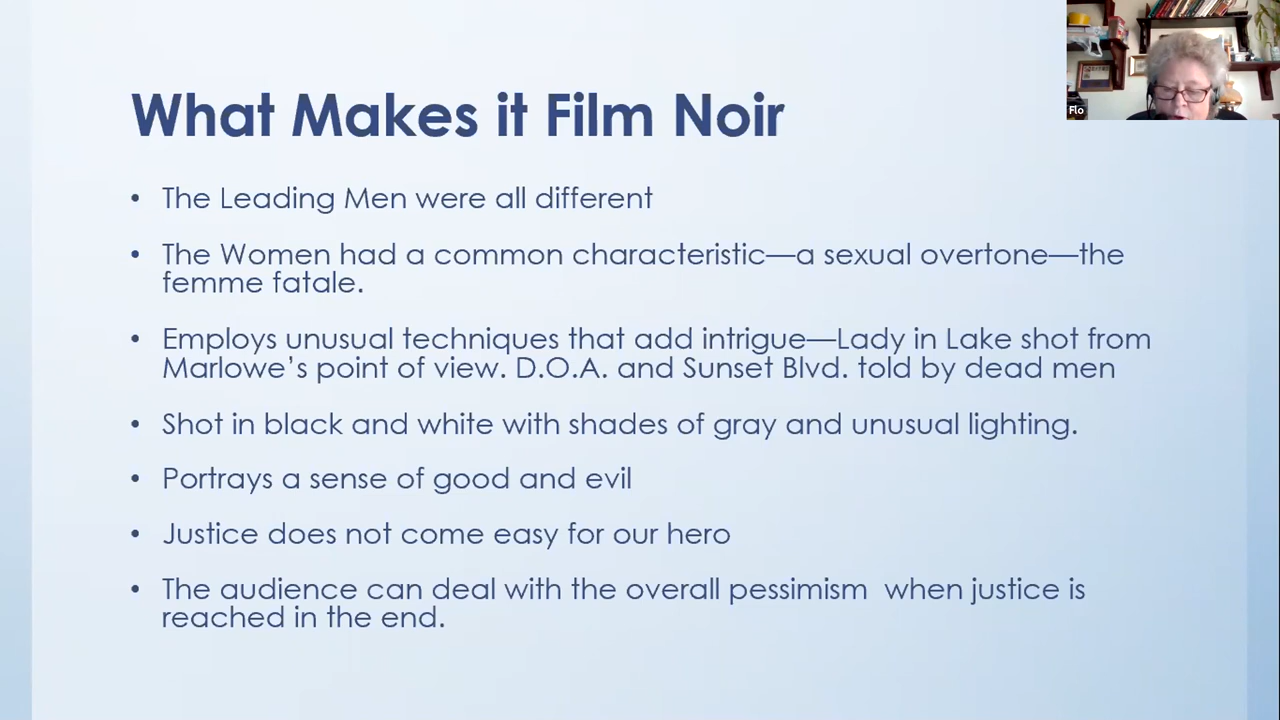 What Makes it Film Noir
Flo
• The Leading Men were all different
• The Women had a common characteristic—a sexual overtone—the
femme fatale.
• Employs unusual techniques that add intrigue—Lady in Lake shot from
Marlowe's point of view. D.O.A. and Sunset Blvd. told by dead men
• Shot in black and white with shades of gray and unusual lighting.
• Portrays a sense of good and evil
• Justice does not come easy for our hero
• The audience can deal with the overall pessimism  when justice is
reached in the end.